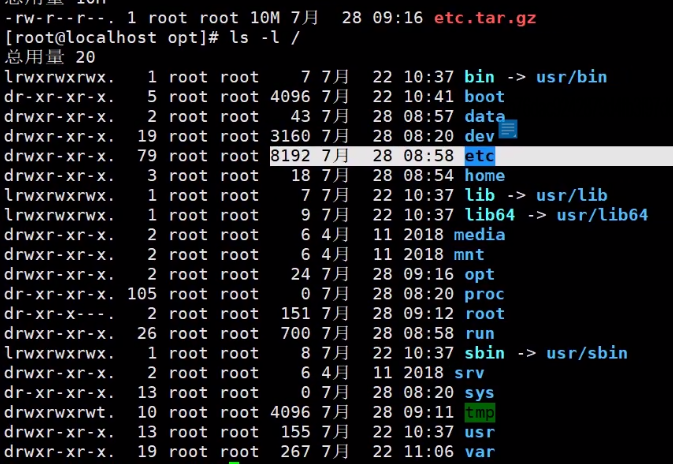 -rw-r--r--. 1 root root 10M 7月  28 09:16 etc.tar.gz
[root@localhost opt]# ls -l /
总用量 20
lrwxrwxrwx.   1 root root    7 7月  22 10:37 bin -> usr/bin
dr-xr-xr-x.   5 root root 4096 7月  22 10:41 boot
drwxr-xr-x.   2 root root   43 7月  28 08:57 data
drwxr-xr-x.  19 root root 3160 7月  28 08:20 dev
drwxr-xr-x.  79 root root 8192 7月  28 08:58 etc
drwxr-xr-x.   3 root root   18 7月  28 08:54 home
lrwxrwxrwx.   1 root root    7 7月  22 10:37 lib -> usr/lib
lrwxrwxrwx.   1 root root    9 7月  22 10:37 lib64 -> usr/lib64
drwxr-xr-x.   2 root root    6 4月  11 2018 media
drwxr-xr-x.   2 root root    6 4月  11 2018 mnt
drwxr-xr-x.   2 root root   24 7月  28 09:16 opt
dr-xr-xr-x. 105 root root    0 7月  28 08:20 proc
dr-xr-x---.   2 root root  151 7月  28 09:12 root
drwxr-xr-x.  26 root root  700 7月  28 08:58 run
lrwxrwxrwx.   1 root root    8 7月  22 10:37 sbin -> usr/sbin
drwxr-xr-x.   2 root root    6 4月  11 2018 srv
dr-xr-xr-x.  13 root root    0 7月  28 08:20 sys
drwxrwxrwt.  10 root root 4096 7月  28 09:11 tmp
drwxr-xr-x.  13 root root  155 7月  22 10:37 usr
drwxr-xr-x.  19 root root  267 7月  22 11:06 var